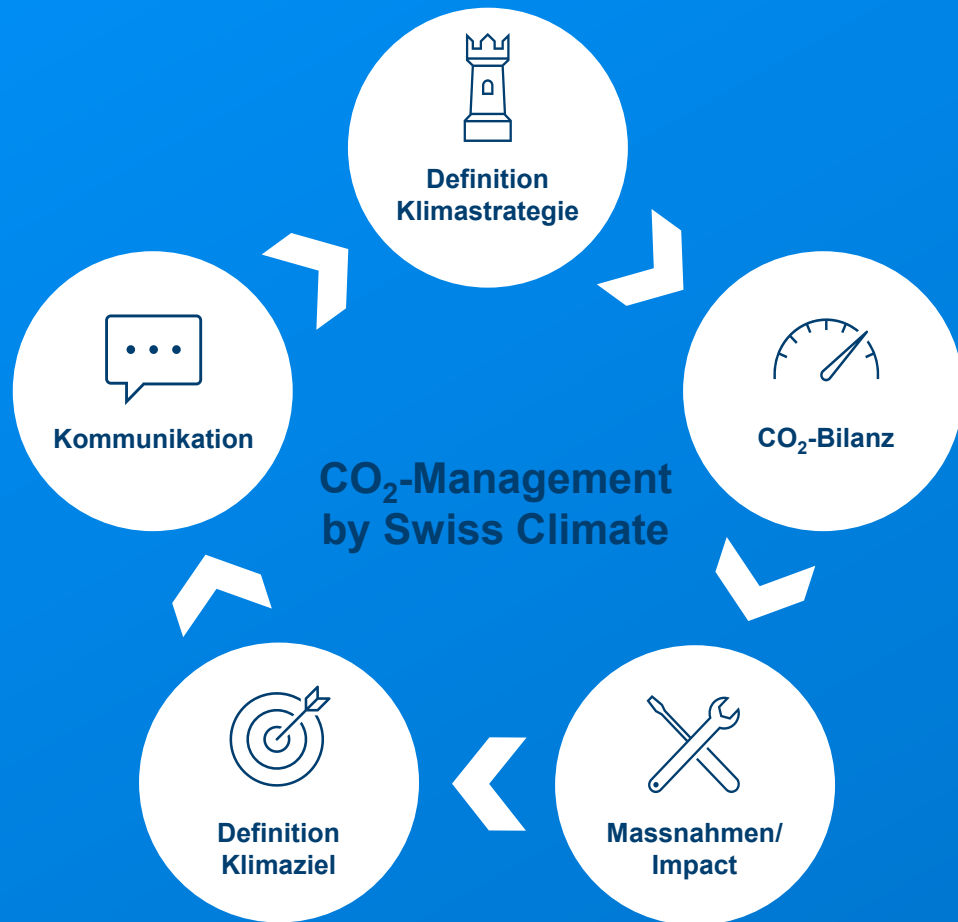 Definition
Klimastrategie
CO₂-Bilanz
Massnahmen/
Impact
Definition
Klimaziel
Kommunikation
CO₂-Management
by Swiss Climate